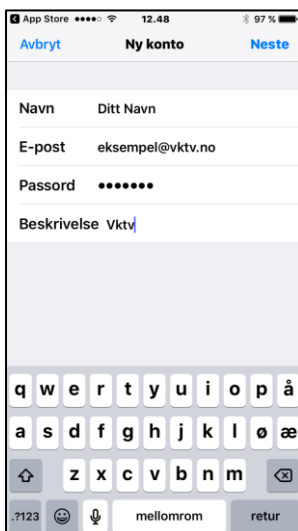 App Store 12.48 97 %
Avbryt Ny konto Neste
Navn Ditt Navn
E-post eksempel@vktv.no
Passord •••••••
Beskrivelse Vktv
q w e r t y u i o p å
a s d f g h j k l ø æ
z x c v b n m
.?123 mellomrom retur